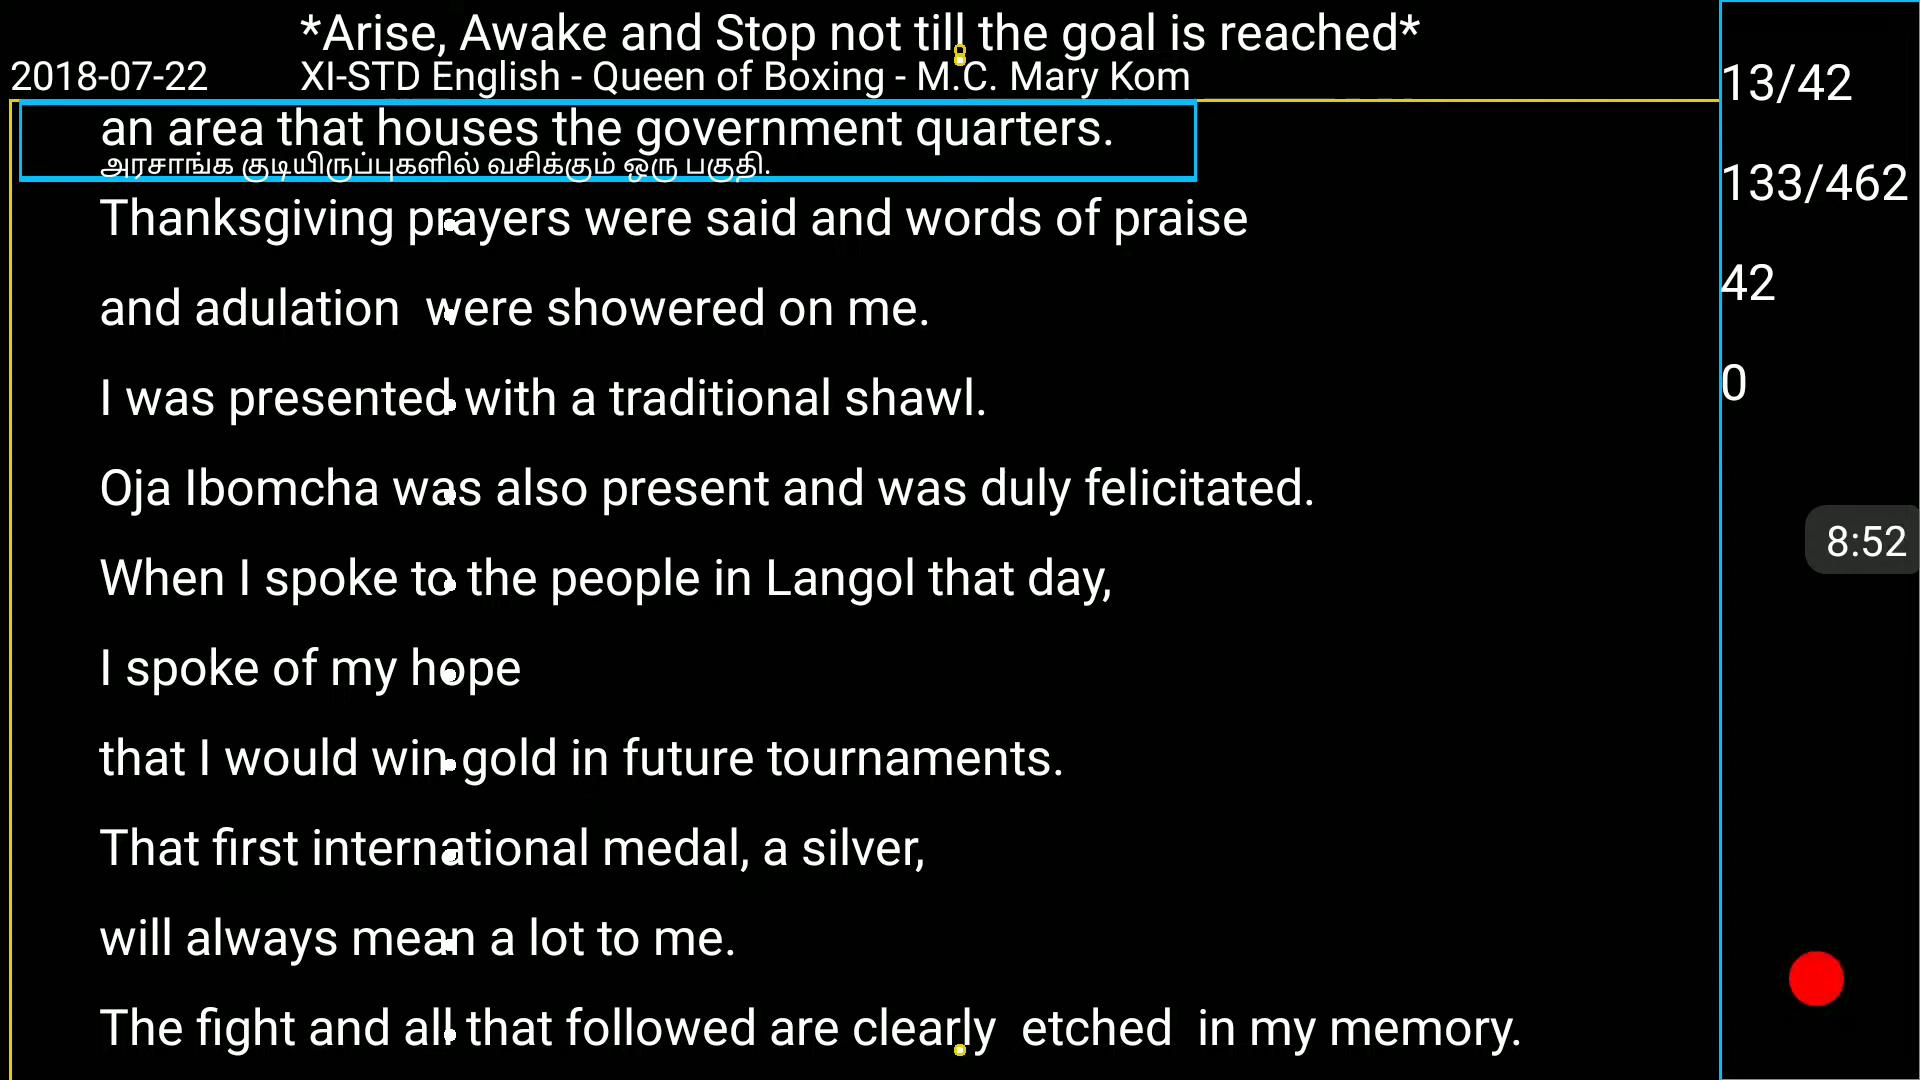 *Arise, Awake and Stop not till the goal is reached*
2018-07-22 XI-STD English - Queen of Boxing - M.C. Mary Kom
13/42
an area that houses the government quarters.
அரசாங்க குடியிருப்புகளில் வசிக்கும் ஒரு பகுதி.
133/462
Thanksgiving prayers were said and words of praise
and adulation were showered on me.
42
I was presented with a traditional shawl.
0
Oja Ibomcha was also present and was duly felicitated.
8:52
When I spoke to the people in Langol that day,
I spoke of my hope
that I would win gold in future tournaments.
That first international medal, a silver,
will always mean a lot to me.
The fight and all that followed are clearly etched in my memory.